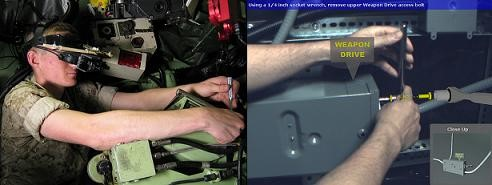 Using a 1/4 inch socket wrench, remove upper Weapon Drive access bolt
WEAPON
DRIVE
Close Up